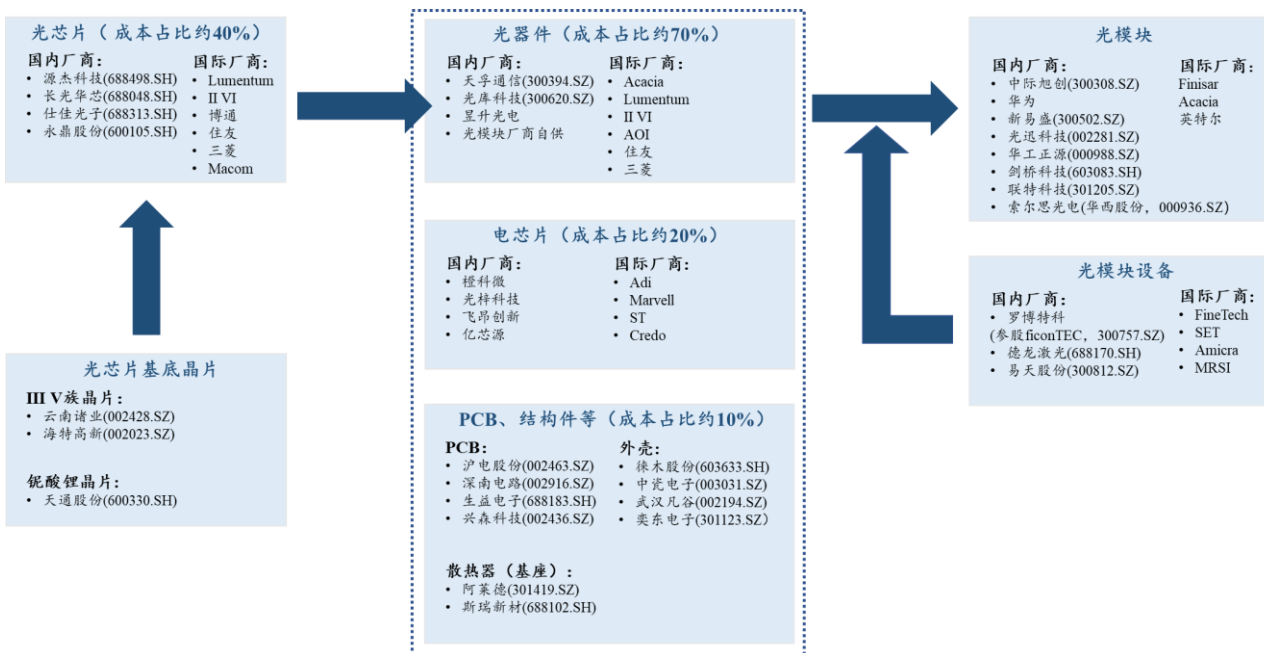 光芯片（成本占比约40%）
国内厂商：
• 源杰科技(688498.SH)
• 长光华芯(688048.SH)
• 仕佳光子(688313.SH)
• 永鼎股份(600105.SH)
国际厂商：
• Lumentum
• II VI
• 博通
• 住友
• 三菱
• Macom
光芯片基底晶片
III V族晶片：
• 云南诸业(002428.SZ)
• 海特高新(002023.SZ)
铌酸锂晶片：
• 天通股份(600330.SH)
光器件（成本占比约70%）
国内厂商：
• 天孚通信(300394.SZ)
• 光库科技(300620.SZ)
• 昱升光电
• 光模块厂商自供
国际厂商：
• Acacia
• Lumentum
• II VI
• AOI
• 住友
• 三菱
电芯片（成本占比约20%）
国内厂商：
• 橙科微
• 光梓科技
• 飞昂创新
• 亿芯源
国际厂商：
• Adi
• Marvell
• ST
• Credo
PCB、结构件等（成本占比约10%）
PCB：
• 沪电股份(002463.SZ)
• 深南电路(002916.SZ)
• 生益电子(688183.SH)
• 兴森科技(002436.SZ)
外壳：
• 徕木股份(603633.SH)
• 中瓷电子(003031.SZ)
• 武汉凡谷(002194.SZ)
• 奕东电子(301123.SZ）
散热器（基座）：
• 阿莱德(301419.SZ)
• 斯瑞新材(688102.SH)
光模块
国内厂商：
• 中际旭创(300308.SZ)
• 华为
• 新易盛(300502.SZ)
• 光迅科技(002281.SZ)
• 华工正源(000988.SZ)
• 剑桥科技(603083.SH)
• 联特科技(301205.SZ)
• 索尔思光电(华西股份，000936.SZ)
国际厂商：
Finisar
Acacia
英特尔
光模块设备
国内厂商：
• 罗博特科
(参股ficonTEC，300757.SZ)
• 德龙激光(688170.SH)
• 易天股份(300812.SZ)
国际厂商：
• FineTech
• SET
• Amicra
• MRSI